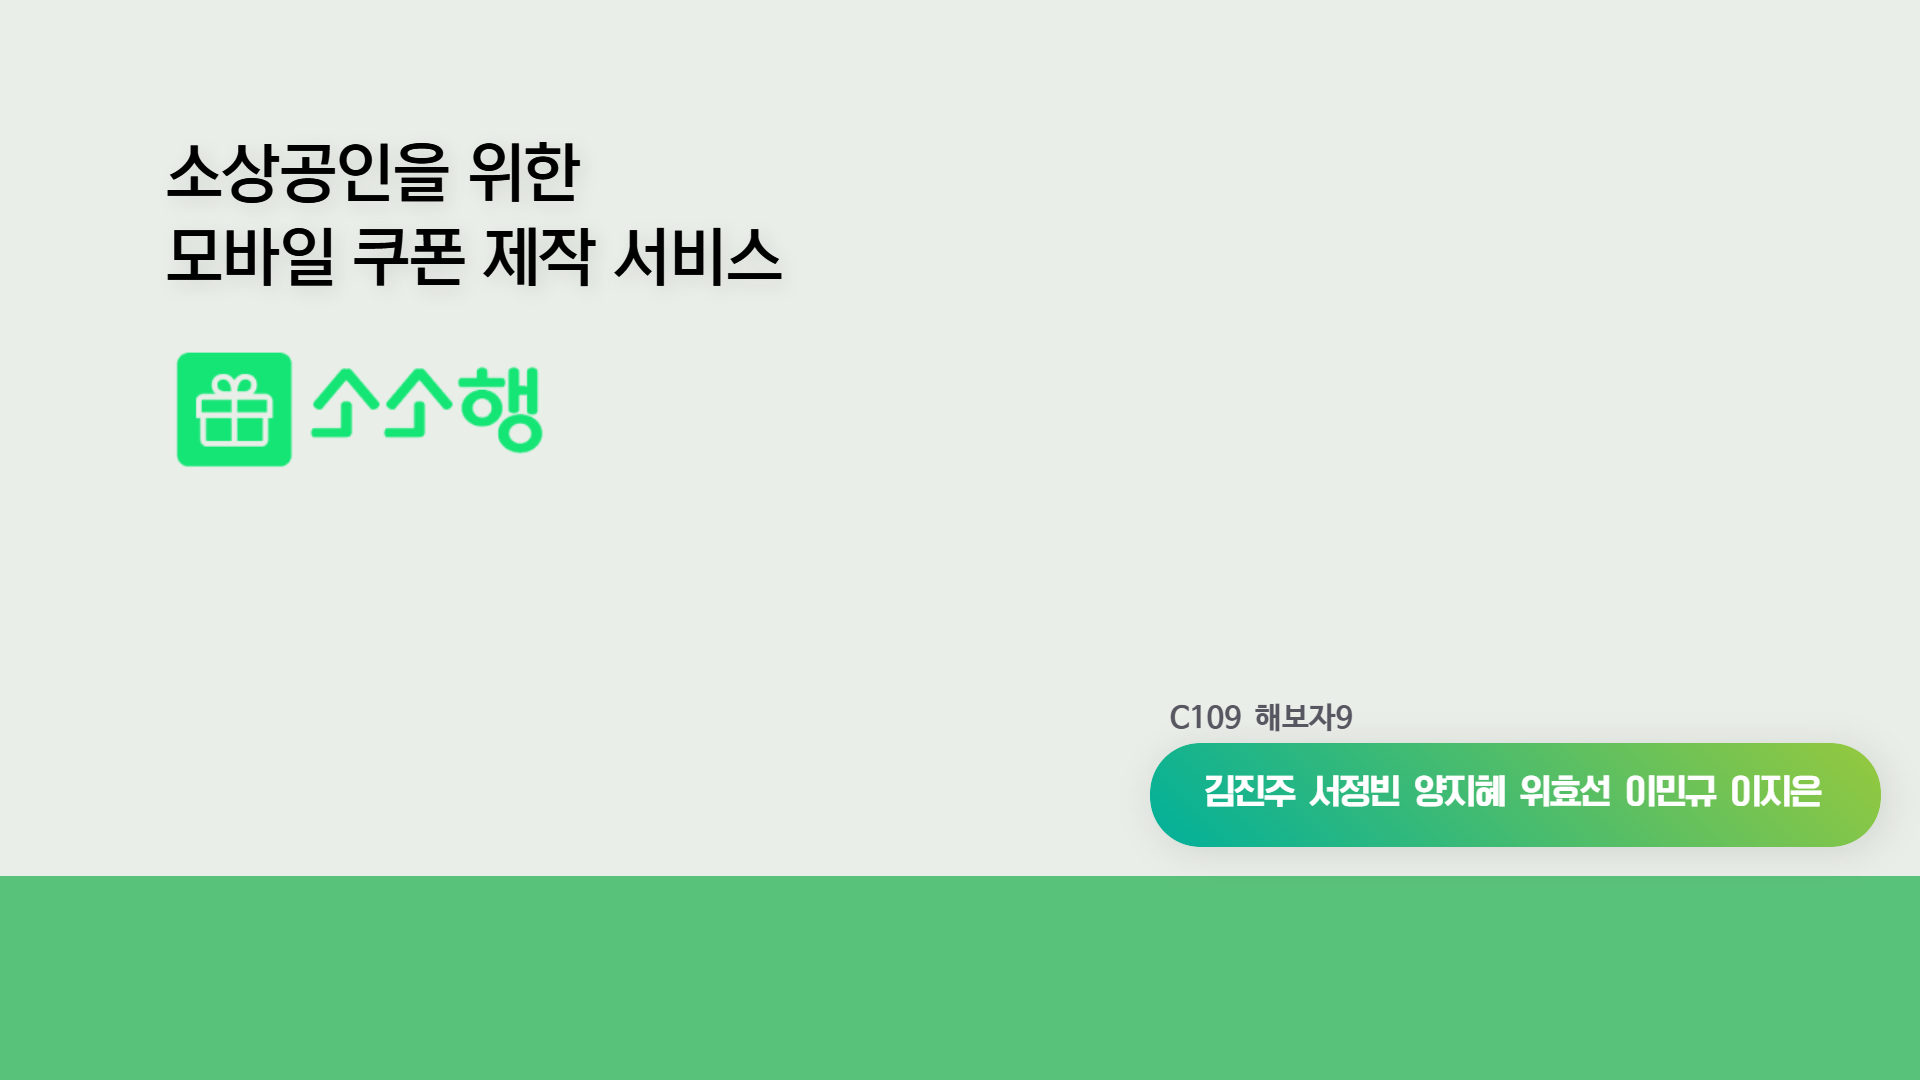 소상공인을 위한
모바일 쿠폰 제작 서비스
소소행
C109 해보자9
김진주 서정빈 양지혜 위효선 이민규 이지은